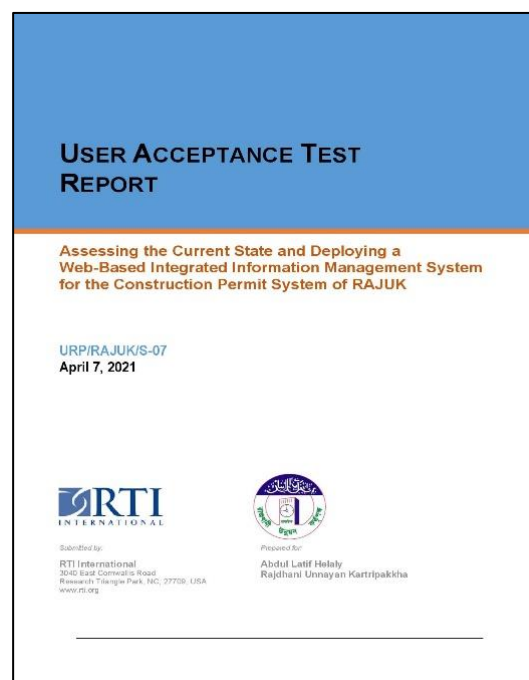 USER ACCEPTANCE TEST
REPORT
Assessing the Current State and Deploying a
Web-Based Integrated Information Management System
for the Construction Permit System of RAJUK
URP/RAJUK/S-07
April 7, 2021
RTI
INTERNATIONAL
Submitted by:
Prepared for:
RTI International
3040 East Cornwallis Road
Research Triangle Park, NC, 27709, USA
www.rti.org
Abdul Latif Helaly
Rajdhani Unnayan Kartripakkha